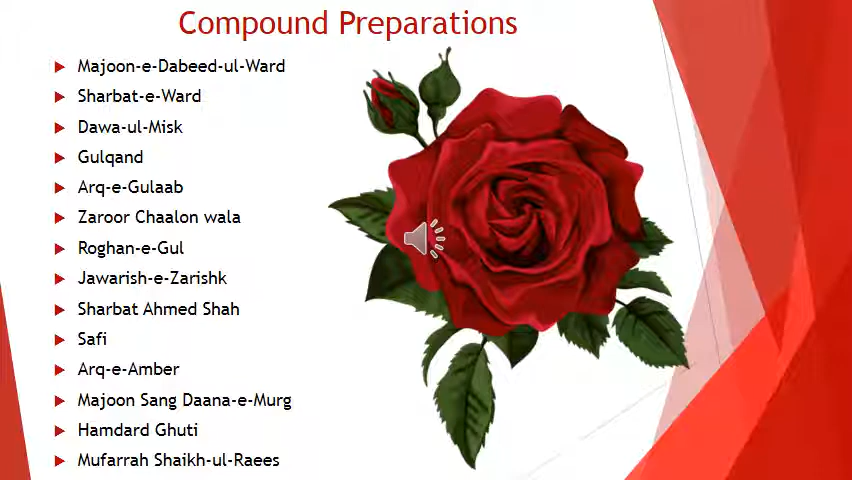 Compound Preparations
Majoon-e-Dabeed-ul-Ward
Sharbat-e-Ward
Dawa-ul-Misk
Gulqand
Arq-e-Gulaab
Zaroor Chaalon wala
Roghan-e-Gul
Jawarish-e-Zarishk
Sharbat Ahmed Shah
Safi
Arq-e-Amber
Majoon Sang Daana-e-Murg
Hamdard Ghuti
Mufarrah Shaikh-ul-Raees